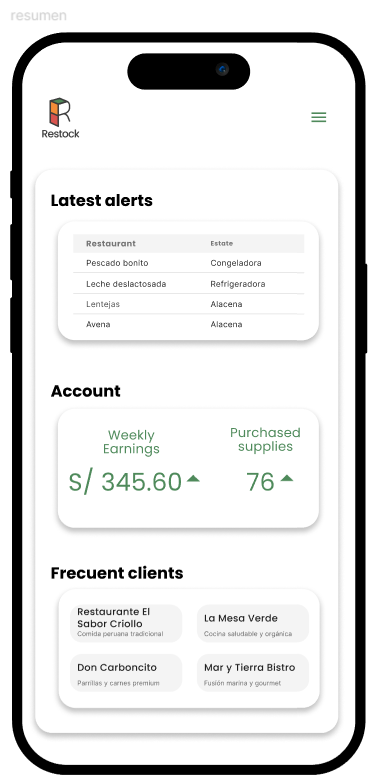 resumen
Restock
Latest alerts
Restaurant Estate
Pescado bonito Congeladora
Leche deslactosada Refrigeradora
Lentejas Alacena
Avena Alacena
Account
Weekly
Earnings
Purchased
supplies
S/ 345.60
76
Frecuent clients
Restaurante El
Sabor Criollo
Comida peruana tradicional
La Mesa Verde
Cocina saludable y orgánica
Don Carboncito
Parrillas y carnes premium
Mar y Tierra Bistro
Fusión marina y gourmet